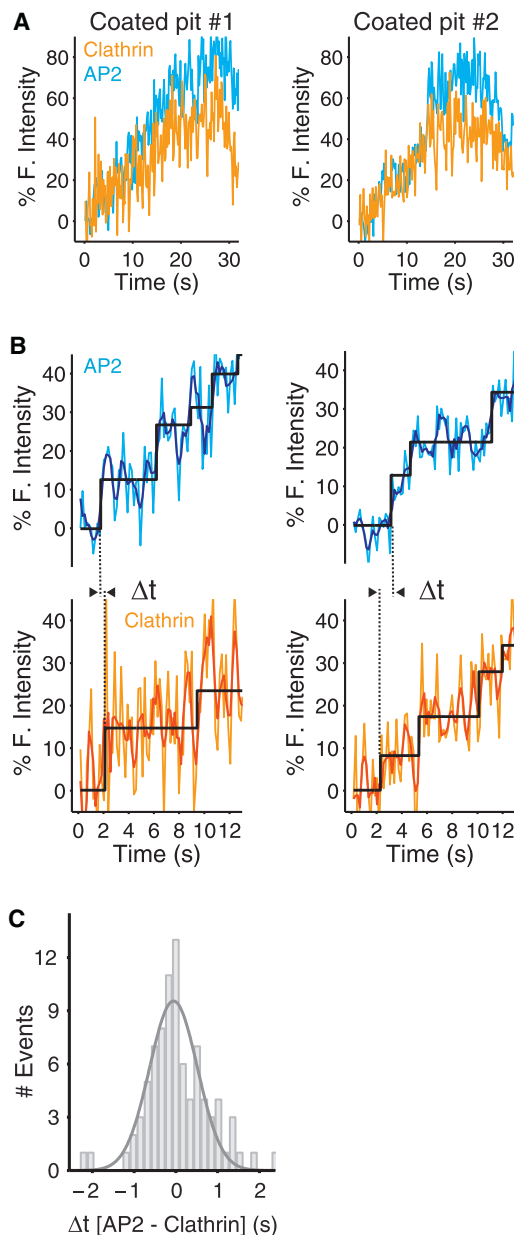 A
Coated pit #1
Coated pit #2
Clathrin
AP2
% F. Intensity
80
60
40
20
0
0 10 20 30
Time (s)
% F. Intensity
80
60
40
20
0
0 10 20 30
Time (s)
B
AP2
% F. Intensity
40
30
20
10
0
% F. Intensity
40
30
20
10
0
Δt
Δt
Clathrin
% F. Intensity
40
30
20
10
0
0 2 4 6 8 10 12
Time (s)
% F. Intensity
40
30
20
10
0
0 2 4 6 8 10 12
Time (s)
C
# Events
12
9
6
3
0
−2 −1 0 1 2
Δt [AP2 - Clathrin] (s)